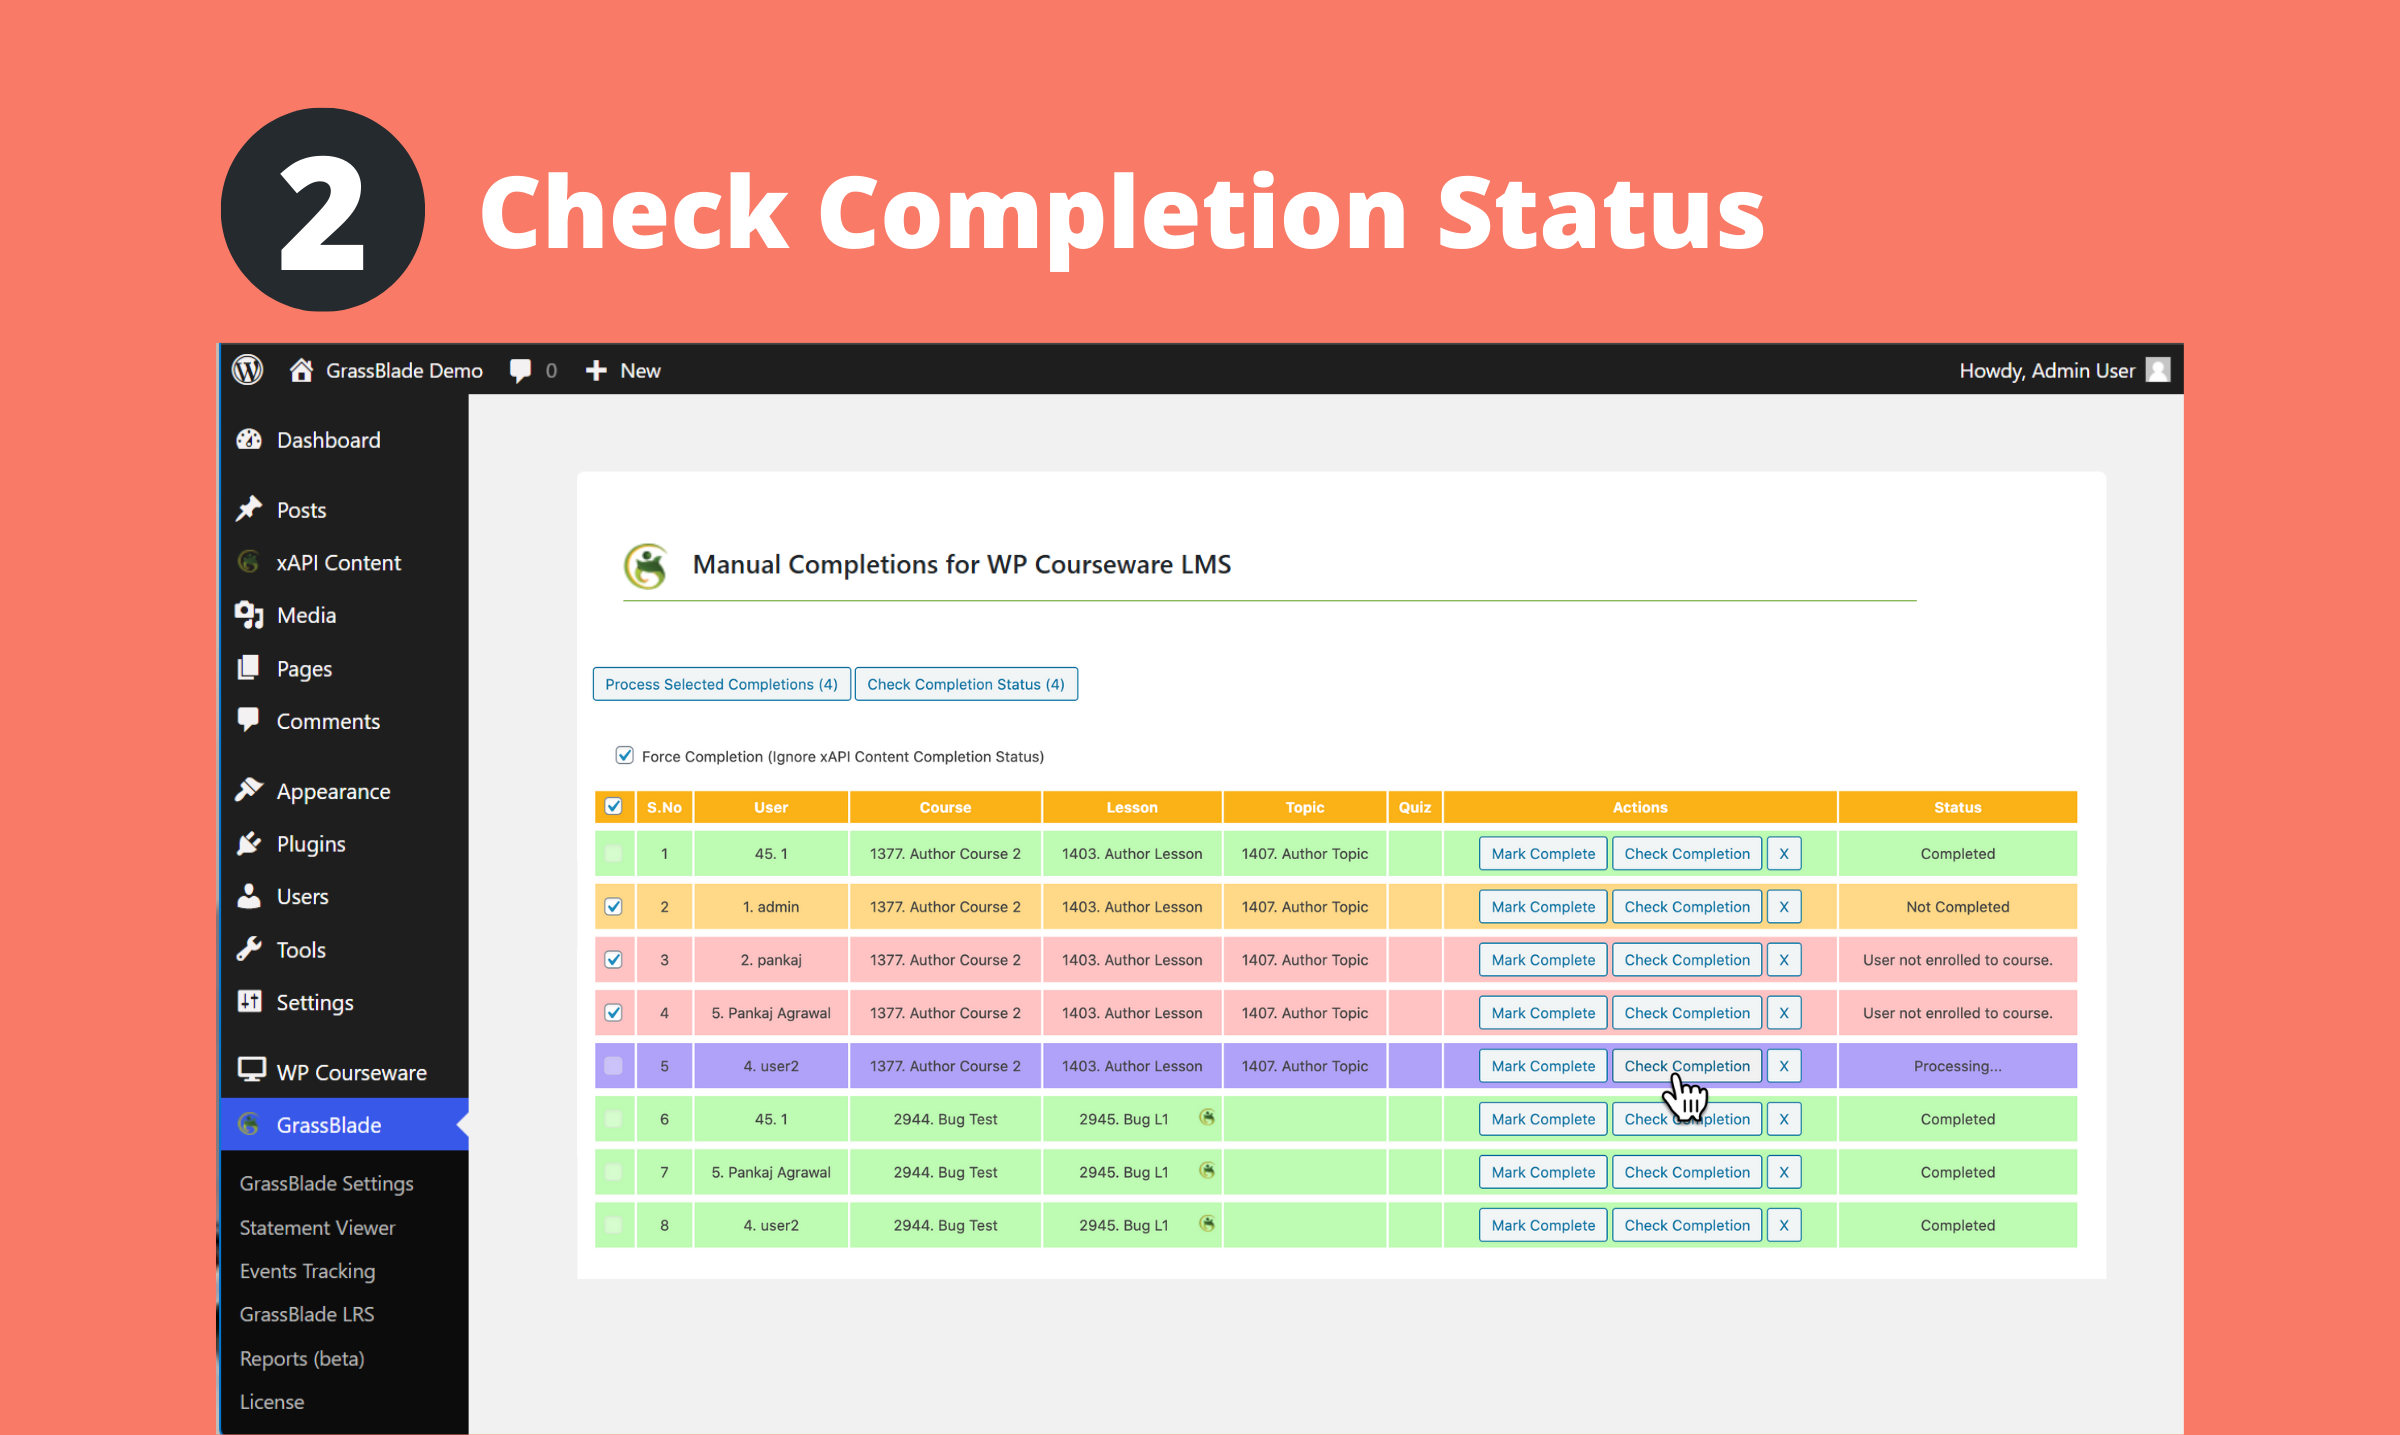 2 Check Completion Status
GrassBlade Demo 0 New Howdy, Admin User
Dashboard
Posts
xAPI Content
Media
Pages
Comments
Appearance
Plugins
Users
Tools
Settings
WP Courseware
GrassBlade
GrassBlade Settings
Statement Viewer
Events Tracking
GrassBlade LRS
Reports (beta)
License
Manual Completions for WP Courseware LMS
Process Selected Completions (4) Check Completion Status (4)
Force Completion (Ignore xAPI Content Completion Status)
S.No User Course Lesson Topic Quiz Actions Status
1 45. 1 1377. Author Course 2 1403. Author Lesson 1407. Author Topic Mark Complete Check Completion X Completed
2 1. admin 1377. Author Course 2 1403. Author Lesson 1407. Author Topic Mark Complete Check Completion X Not Completed
3 2. pankaj 1377. Author Course 2 1403. Author Lesson 1407. Author Topic Mark Complete Check Completion X User not enrolled to course.
4 5. Pankaj Agrawal 1377. Author Course 2 1403. Author Lesson 1407. Author Topic Mark Complete Check Completion X User not enrolled to course.
5 4. user2 1377. Author Course 2 1403. Author Lesson 1407. Author Topic Mark Complete Check Completion X Processing...
6 45. 1 2944. Bug Test 2945. Bug L1 Mark Complete Check Completion X Completed
7 5. Pankaj Agrawal 2944. Bug Test 2945. Bug L1 Mark Complete Check Completion X Completed
8 4. user2 2944. Bug Test 2945. Bug L1 Mark Complete Check Completion X Completed